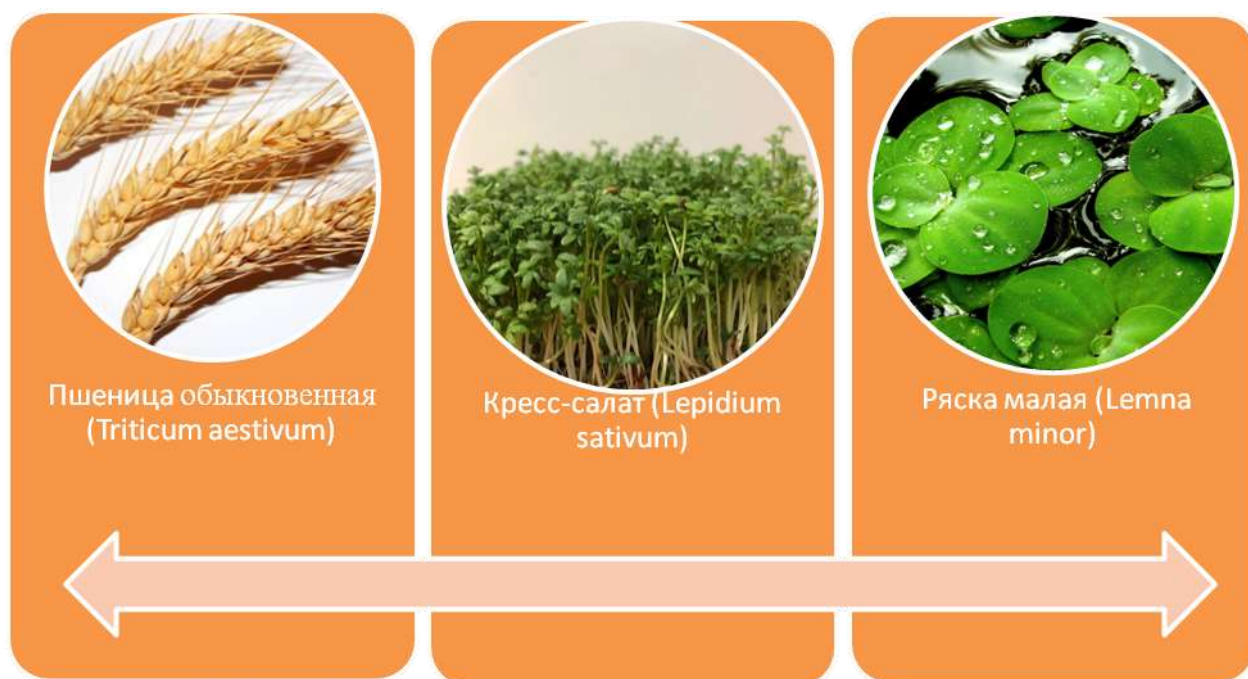 Пшеница обыкновенная
(Triticum aestivum)
Кресс-салат (Lepidium
sativum)
Ряска малая (Lemna
minor)